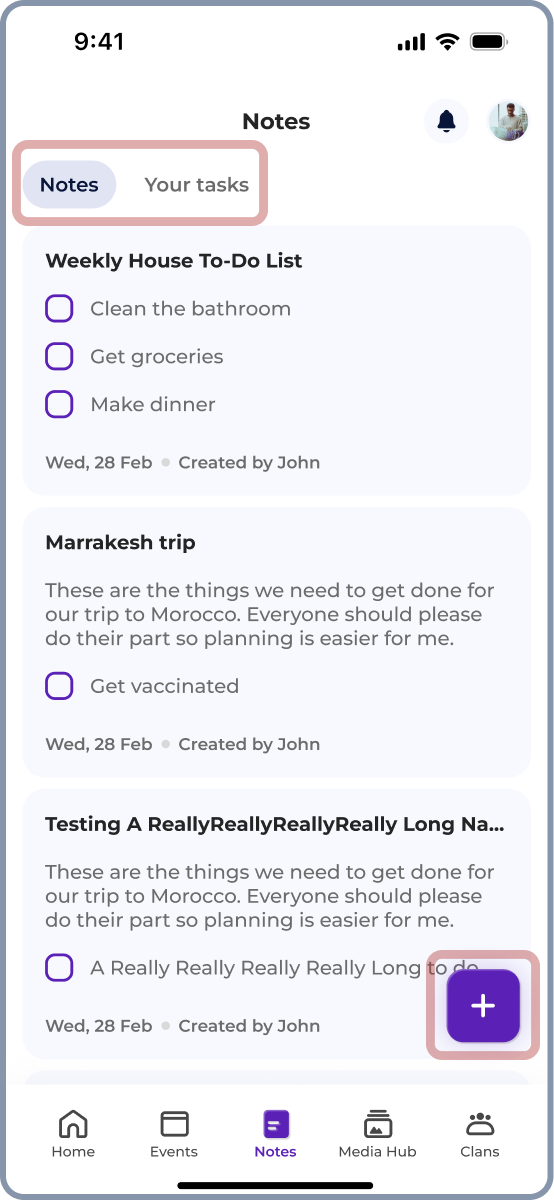 9:41
Notes
Notes
Your tasks
Weekly House To-Do List
Clean the bathroom
Get groceries
Make dinner
Wed, 28 Feb
Created by John
Marrakesh trip
These are the things we need to get done for
our trip to Morocco. Everyone should please
do their part so planning is easier for me.
Get vaccinated
Wed, 28 Feb
Created by John
Testing A ReallyReallyReallyReally Long Na...
These are the things we need to get done for
our trip to Morocco. Everyone should please
do their part so planning is easier for me.
A Really Really Really Really Long to do
Wed, 28 Feb
Created by John
Home
Events
Notes
Media Hub
Clans